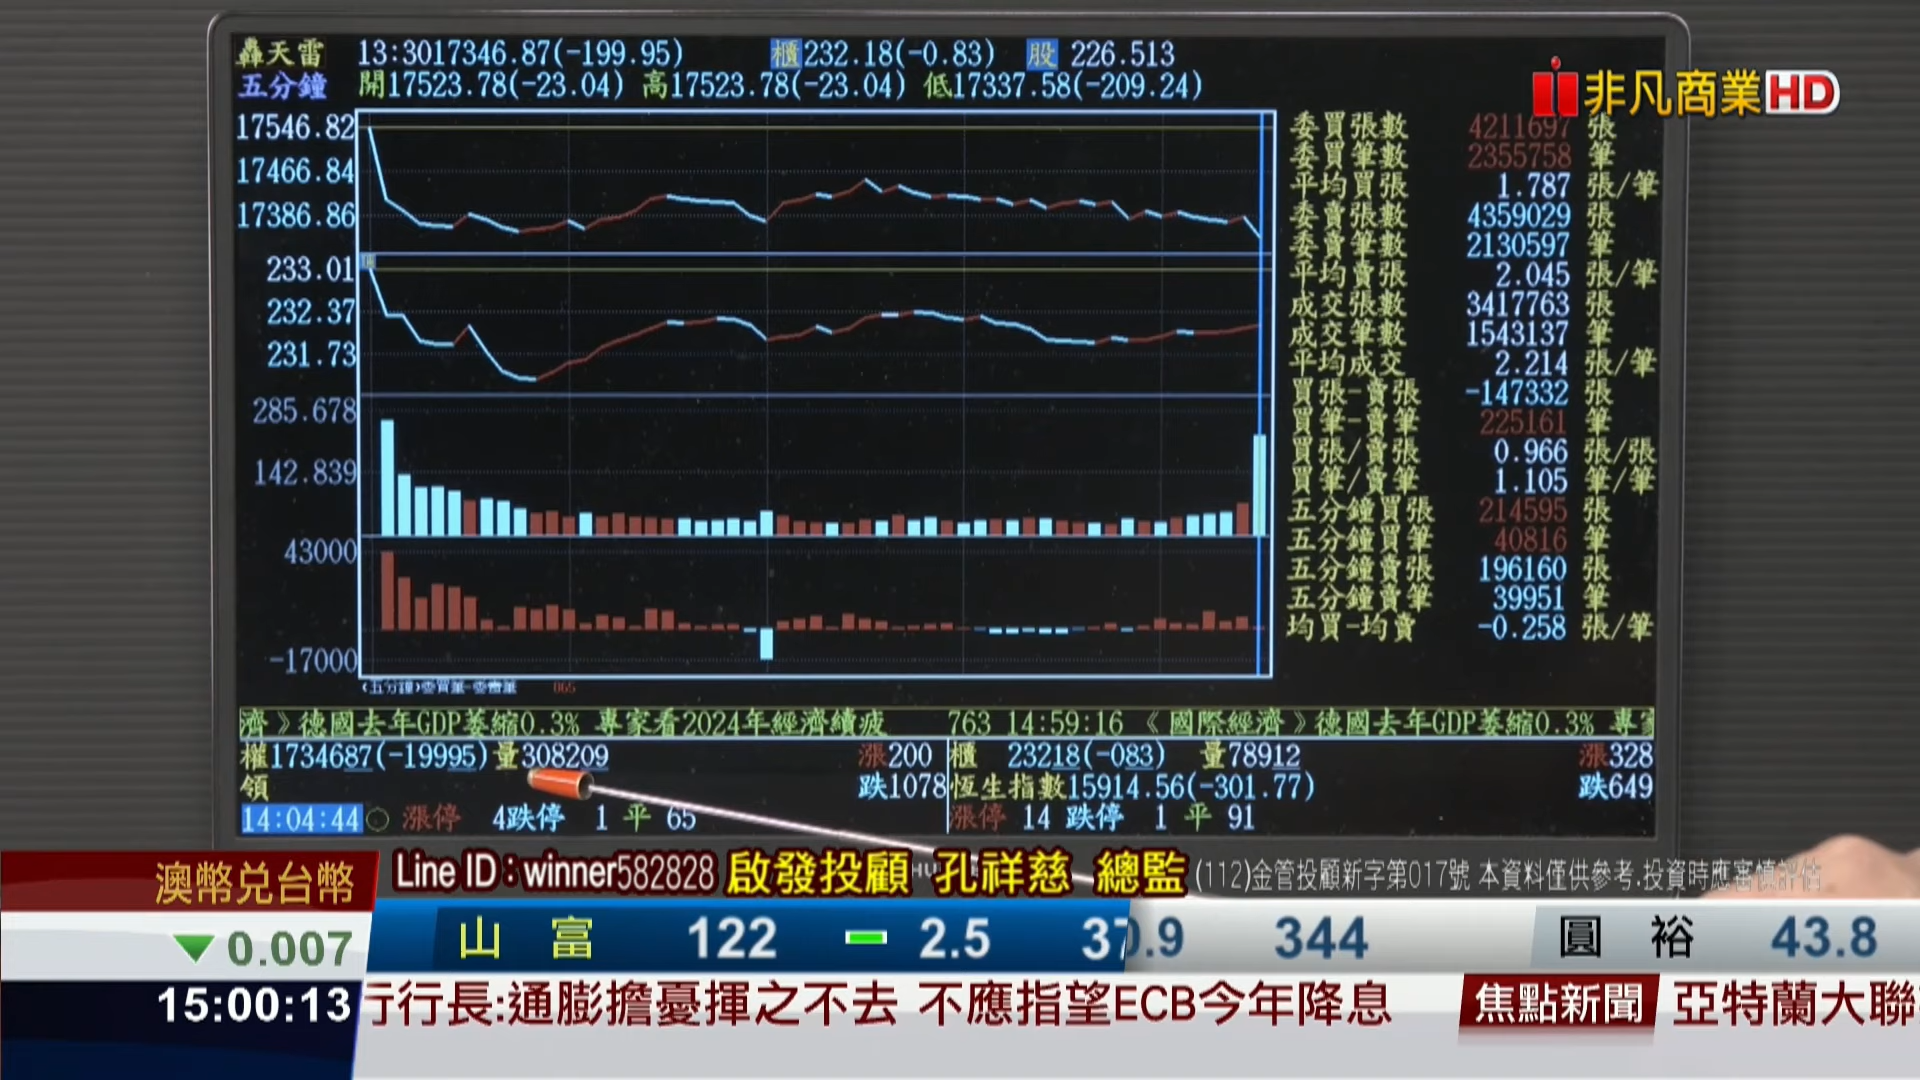 轟天雷 13:30 17346.87(-199.95) 櫃 232.18(-0.83) 股 226.513
五分鐘 開17523.78(-23.04) 高17523.78(-23.04) 低17337.58(-209.24)
非凡商業HD
17546.82
17466.84
17386.86
233.01
232.37
231.73
285.678
142.839
43000
-17000
委買張數 4211697 張
委買筆數 2355758 筆
平均買張 1.787 張/筆
委賣張數 4359029 張
委賣筆數 2130597 筆
平均賣張 2.045 張/筆
成交張數 3417763 張
成交筆數 1543137 筆
平均成交 2.214 張/筆
買張-賣張 -147332 張
買筆-賣筆 225161 筆
買張/賣張 0.966 張/張
買筆/賣筆 1.105 筆/筆
五分鐘買張 214595 張
五分鐘買筆 40816 筆
五分鐘賣張 196160 張
五分鐘賣筆 39951 筆
均買-均賣 -0.258 張/筆
(五分鐘)委買筆-委賣筆 065
濟》德國去年GDP萎縮0.3% 專家看2024年經濟續疲 763 14:59:16 《國際經濟》德國去年GDP萎縮0.3% 專家
權1734687(-19995)量308209 漲200 櫃 23218(-083) 量78912 漲328
領 跌1078 恆生指數15914.56(-301.77) 跌649
14:04:44 漲停 4跌停 1 平 65 漲停 14 跌停 1 平 91
澳幣兌台幣 Line ID:winner582828 啟發投顧 孔祥慈 總監 (112)金管投顧新字第017號 本資料僅供參考.投資時應審慎評估
▼0.007 山富 122 － 2.5 344 圓裕 43.8
15:00:13 行行長:通膨擔憂揮之不去 不應指望ECB今年降息 焦點新聞 亞特蘭大聯